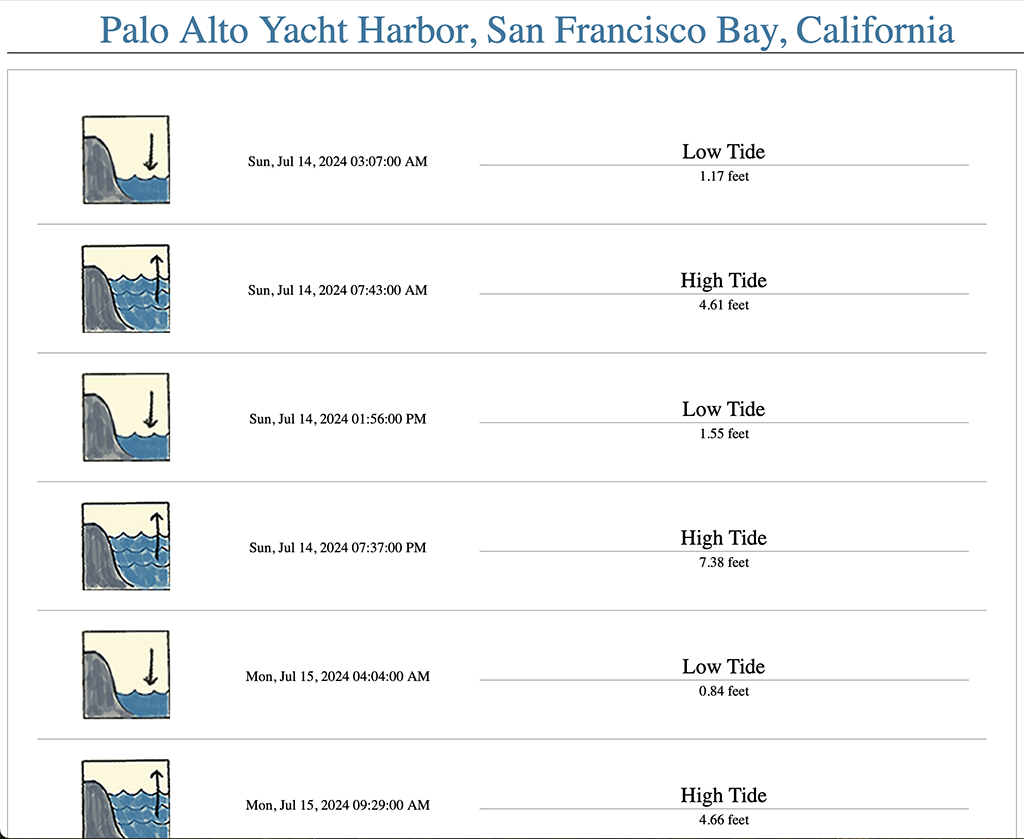 Palo Alto Yacht Harbor, San Francisco Bay, California
Sun, Jul 14, 2024 03:07:00 AM
Low Tide
1.17 feet
Sun, Jul 14, 2024 07:43:00 AM
High Tide
4.61 feet
Sun, Jul 14, 2024 01:56:00 PM
Low Tide
1.55 feet
Sun, Jul 14, 2024 07:37:00 PM
High Tide
7.38 feet
Mon, Jul 15, 2024 04:04:00 AM
Low Tide
0.84 feet
Mon, Jul 15, 2024 09:29:00 AM
High Tide
4.66 feet